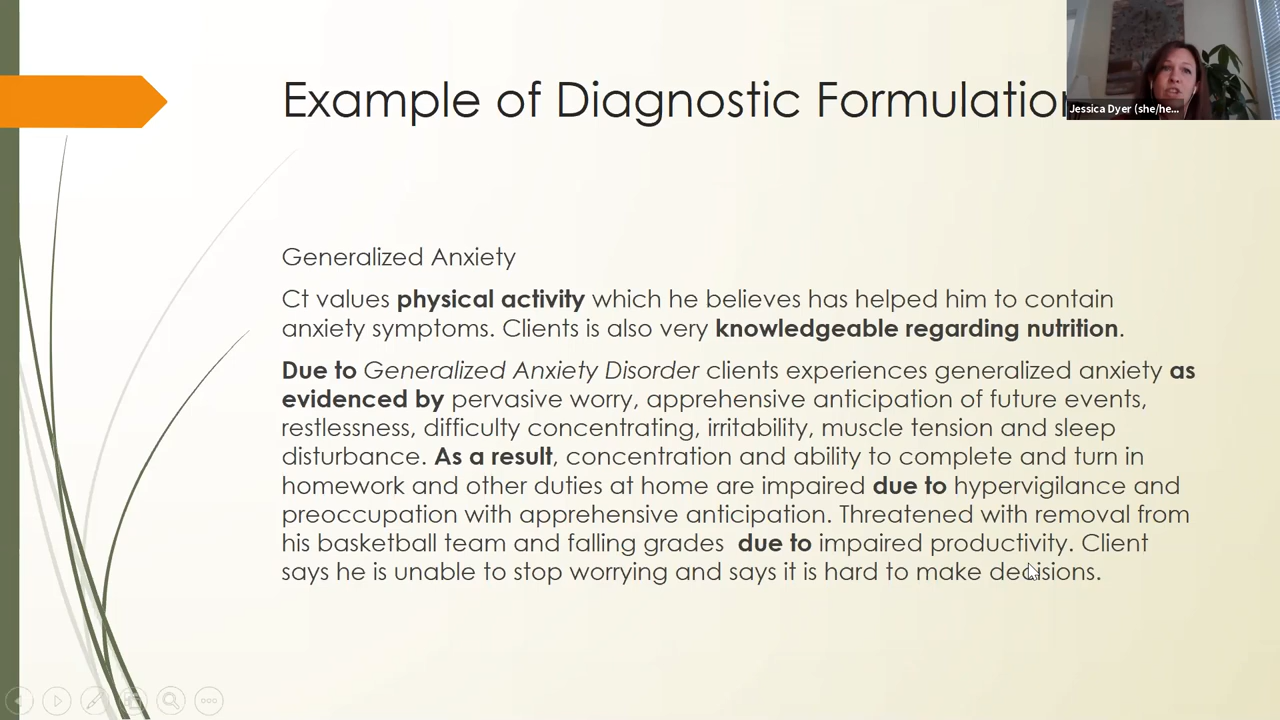 Example of Diagnostic Formulation
Jessica Dyer (she/he...
Generalized Anxiety
Ct values physical activity which he believes has helped him to contain
anxiety symptoms. Clients is also very knowledgeable regarding nutrition.
Due to Generalized Anxiety Disorder clients experiences generalized anxiety as
evidenced by pervasive worry, apprehensive anticipation of future events,
restlessness, difficulty concentrating, irritability, muscle tension and sleep
disturbance. As a result, concentration and ability to complete and turn in
homework and other duties at home are impaired due to hypervigilance and
preoccupation with apprehensive anticipation. Threatened with removal from
his basketball team and falling grades  due to impaired productivity. Client
says he is unable to stop worrying and says it is hard to make decisions.